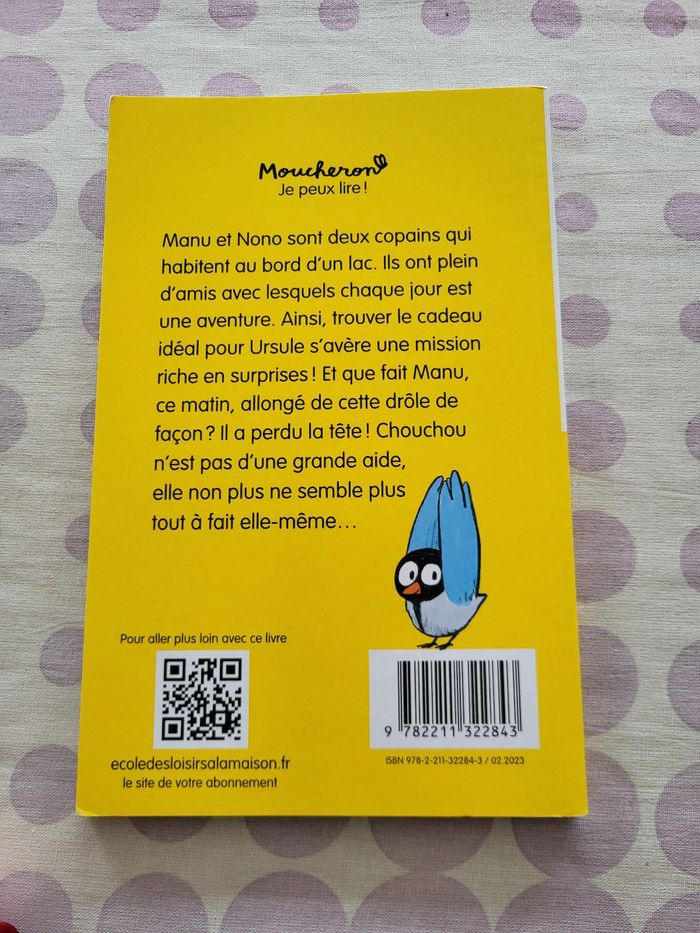 Moucheron
Je peux lire !
Manu et Nono sont deux copains qui
habitent au bord d'un lac. Ils ont plein
d'amis avec lesquels chaque jour est
une aventure. Ainsi, trouver le cadeau
idéal pour Ursule s'avère une mission
riche en surprises ! Et que fait Manu,
ce matin, allongé de cette drôle de
façon ? Il a perdu la tête ! Chouchou
n'est pas d'une grande aide,
elle non plus ne semble plus
tout à fait elle-même…
Pour aller plus loin avec ce livre
ecoledesloisirsalamaison.fr
le site de votre abonnement
9 782211 322843
ISBN 978-2-211-32284-3 / 02.2023